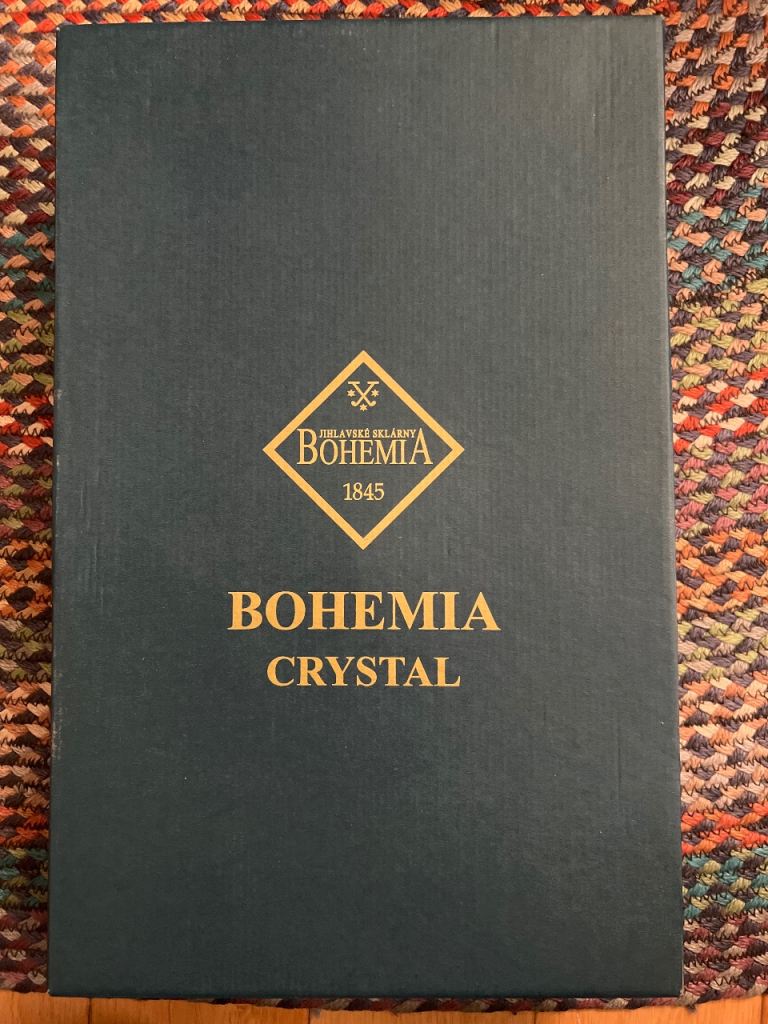 JIHLAVSKÉ SKLÁRNY
BOHEMIA
1845
BOHEMIA
CRYSTAL